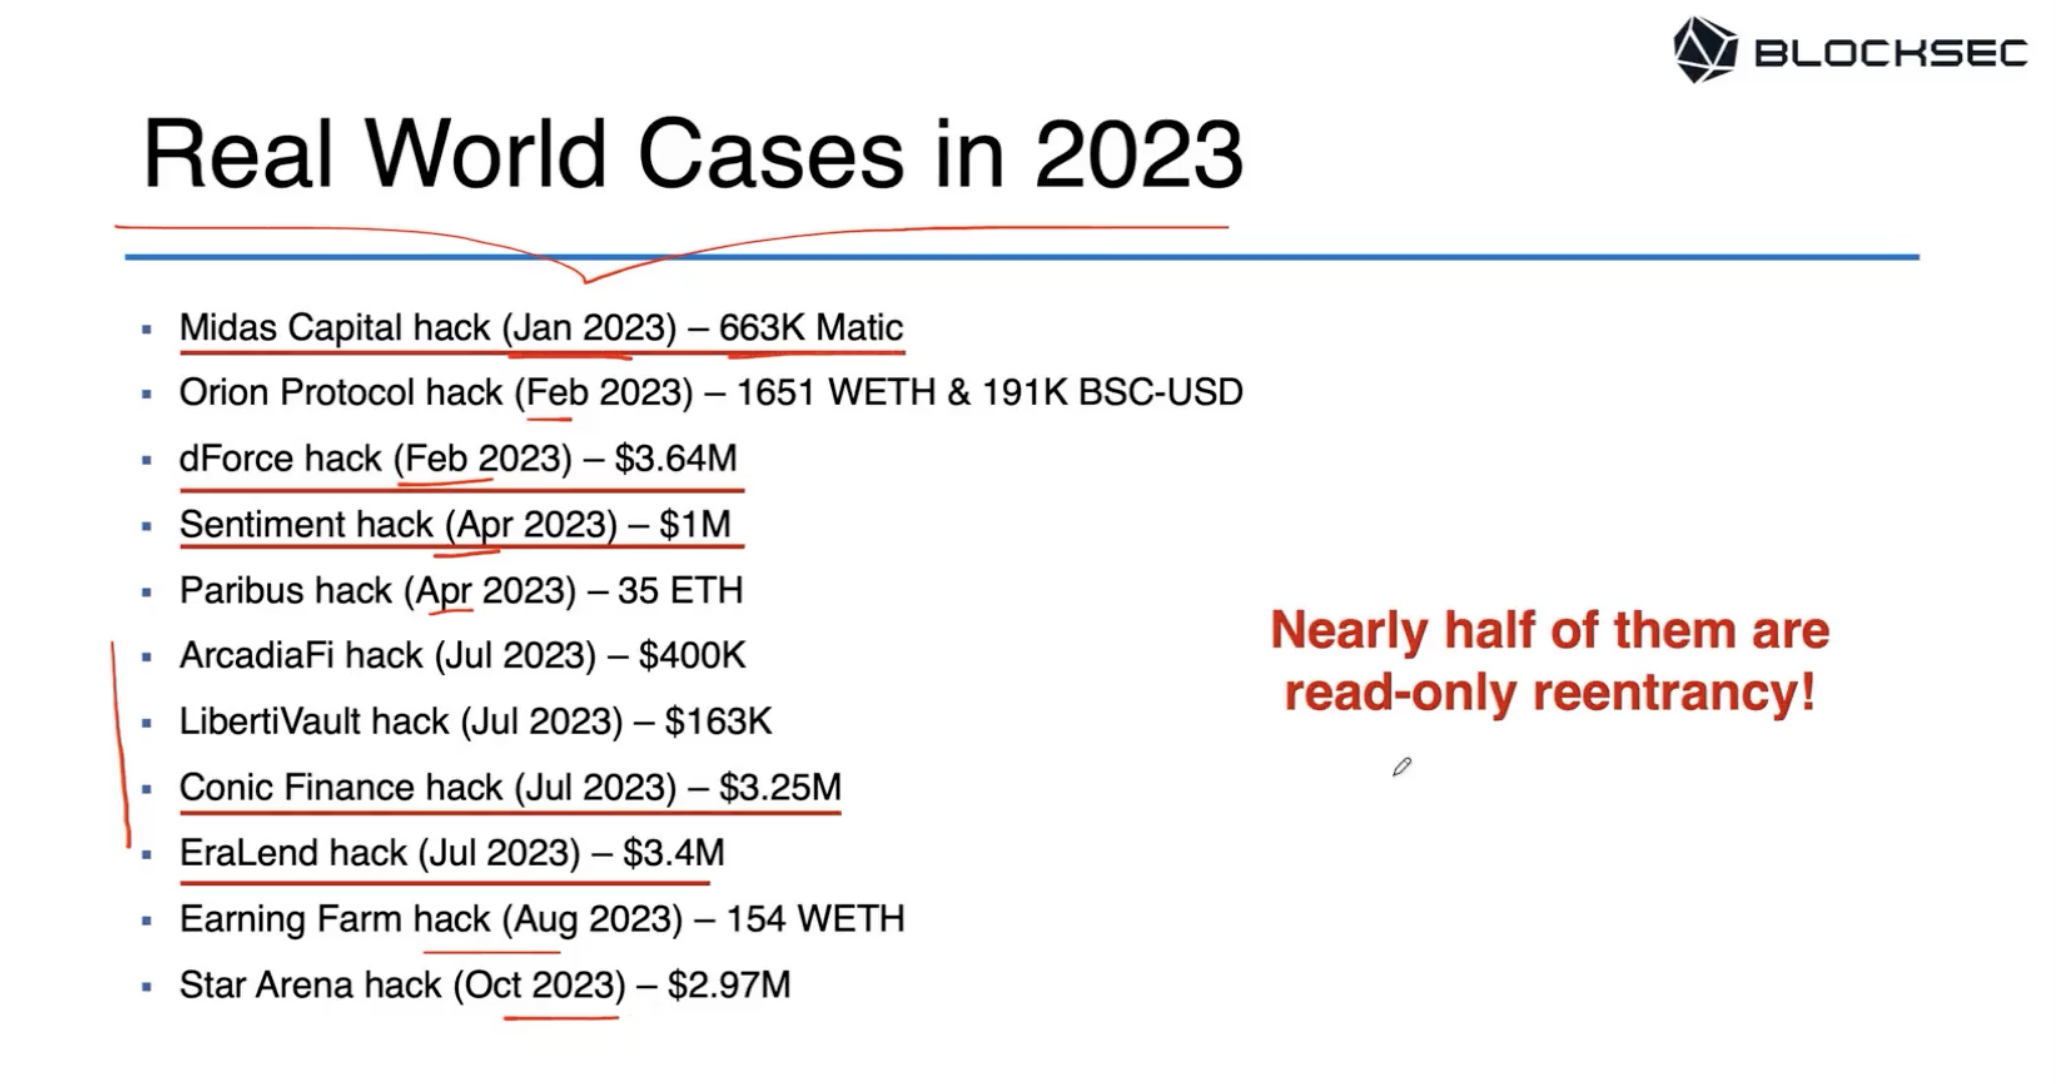 BLOCKSEC
Real World Cases in 2023
Midas Capital hack (Jan 2023) – 663K Matic
Orion Protocol hack (Feb 2023) – 1651 WETH & 191K BSC-USD
dForce hack (Feb 2023) – $3.64M
Sentiment hack (Apr 2023) – $1M
Paribus hack (Apr 2023) – 35 ETH
ArcadiaFi hack (Jul 2023) – $400K
LibertiVault hack (Jul 2023) – $163K
Conic Finance hack (Jul 2023) – $3.25M
EraLend hack (Jul 2023) – $3.4M
Earning Farm hack (Aug 2023) – 154 WETH
Star Arena hack (Oct 2023) – $2.97M
Nearly half of them are
read-only reentrancy!